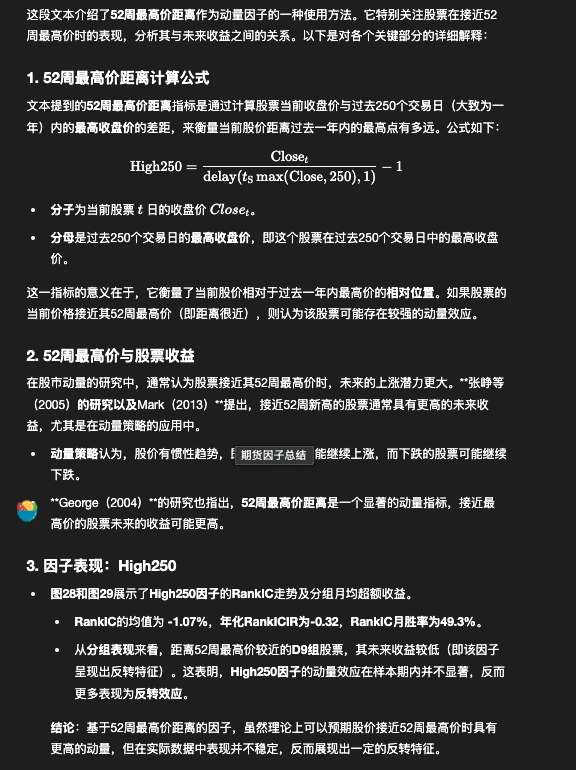 这段文本介绍了52周最高价距离作为动量因子的一种使用方法。它特别关注股票在接近52
周最高价时的表现，分析其与未来收益之间的关系。以下是对各个关键部分的详细解释：
1. 52周最高价距离计算公式
文本提到的52周最高价距离指标是通过计算股票当前收盘价与过去250个交易日（大致为一
年）内的最高收盘价的差距，来衡量当前股价距离过去一年内的最高点有多远。公式如下：
High250 = Close_t / delay(t_S max(Close, 250), 1) − 1
• 分子为当前股票 t 日的收盘价 Close_t。
• 分母是过去250个交易日的最高收盘价，即这个股票在过去250个交易日中的最高收盘
价。
这一指标的意义在于，它衡量了当前股价相对于过去一年内最高价的相对位置。如果股票的
当前价格接近其52周最高价（即距离很近），则认为该股票可能存在较强的动量效应。
2. 52周最高价与股票收益
在股市动量的研究中，通常认为股票接近其52周最高价时，未来的上涨潜力更大。**张峥等
（2005）的研究以及Mark（2013）**提出，接近52周新高的股票通常具有更高的未来收
益，尤其是在动量策略的应用中。
• 动量策略认为，股价有惯性趋势，期货因子总结能继续上涨，而下跌的股票可能继续
下跌。
**George（2004）**的研究也指出，52周最高价距离是一个显著的动量指标，接近最
高价的股票未来的收益可能更高。
3. 因子表现：High250
• 图28和图29展示了High250因子的RankIC走势及分组月均超额收益。
• RankIC的均值为 -1.07%，年化RankICIR为-0.32，RankIC月胜率为49.3%。
• 从分组表现来看，距离52周最高价较近的D9组股票，其未来收益较低（即该因子
呈现出反转特征）。这表明，High250因子的动量效应在样本期内并不显著，反而
更多表现为反转效应。
结论：基于52周最高价距离的因子，虽然理论上可以预期股价接近52周最高价时具有
更高的动量，但在实际数据中表现并不稳定，反而展现出一定的反转特征。